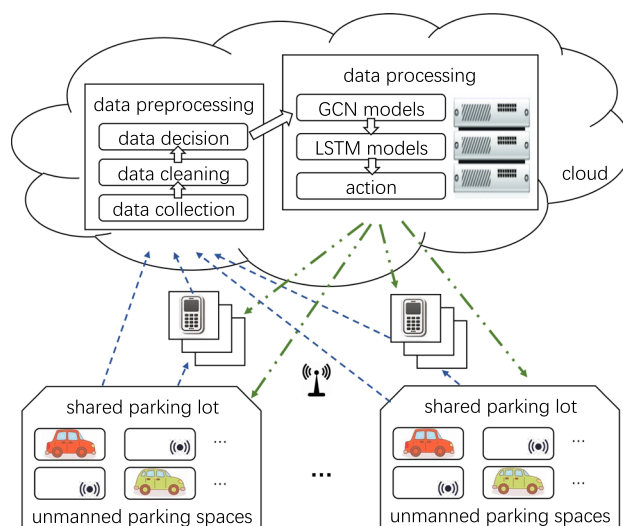 data processing
data preprocessing
GCN models
data decision
LSTM models
data cleaning
action
data collection
cloud
shared parking lot
...
...
unmanned parking spaces
...
shared parking lot
...
...
unmanned parking spaces